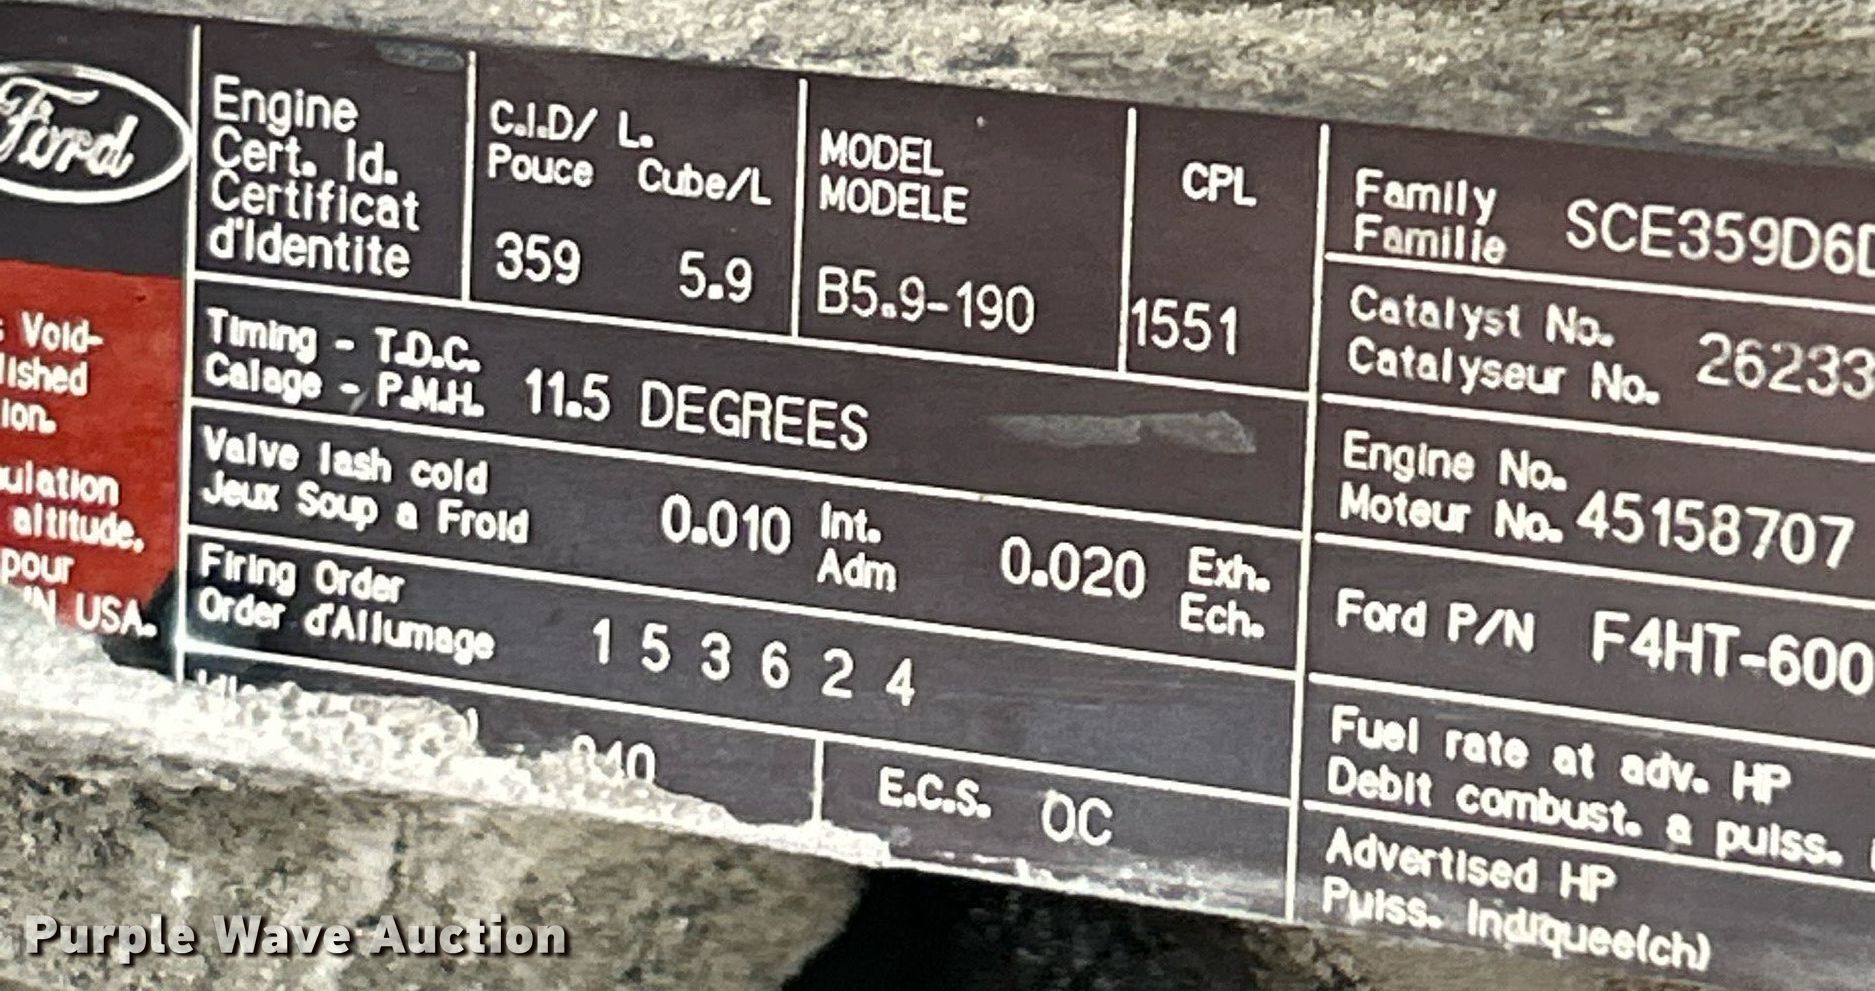 Ford
Engine
Cert. Id.
Certificat
d'Identite
C.I.D/ L.
Pouce Cube/L
359 5.9
MODEL
MODELE
B5.9-190
CPL
1551
Family
Familie SCE359D6D
Catalyst No.
Catalyseur No. 26233
Timing - T.D.C.
Calage - P.M.H. 11.5 DEGREES
Engine No.
Moteur No. 45158707
Valve lash cold
Jeux Soup a Froid
0.010 Int.
Adm
0.020 Exh.
Ech.
Ford P/N F4HT-600
Firing Order
Order d'Allumage
1 5 3 6 2 4
Fuel rate at adv. HP
Debit combust. a puiss.
E.C.S. OC
Advertised HP
Puiss. Indiquee(ch)
Void-
lished
ion.
ulation
altitude.
pour
IN USA.
Purple Wave Auction